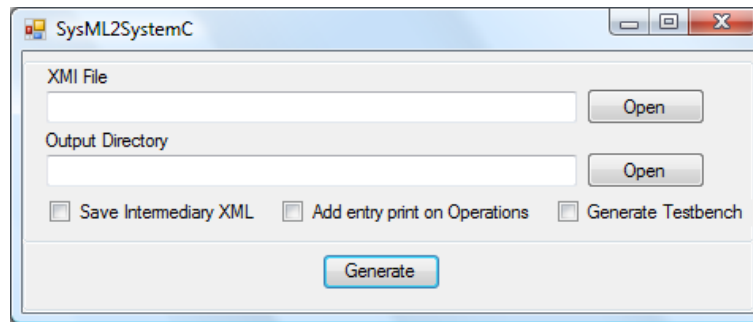 SysML2SystemC
XMI File
Open
Output Directory
Open
Save Intermediary XML Add entry print on Operations Generate Testbench
Generate